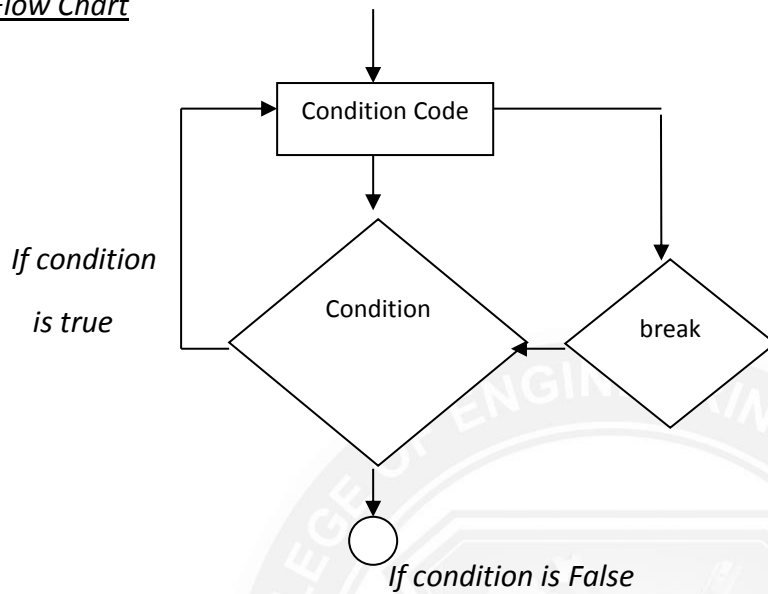 Flow Chart
Condition Code
If condition
is true
Condition
break
If condition is False